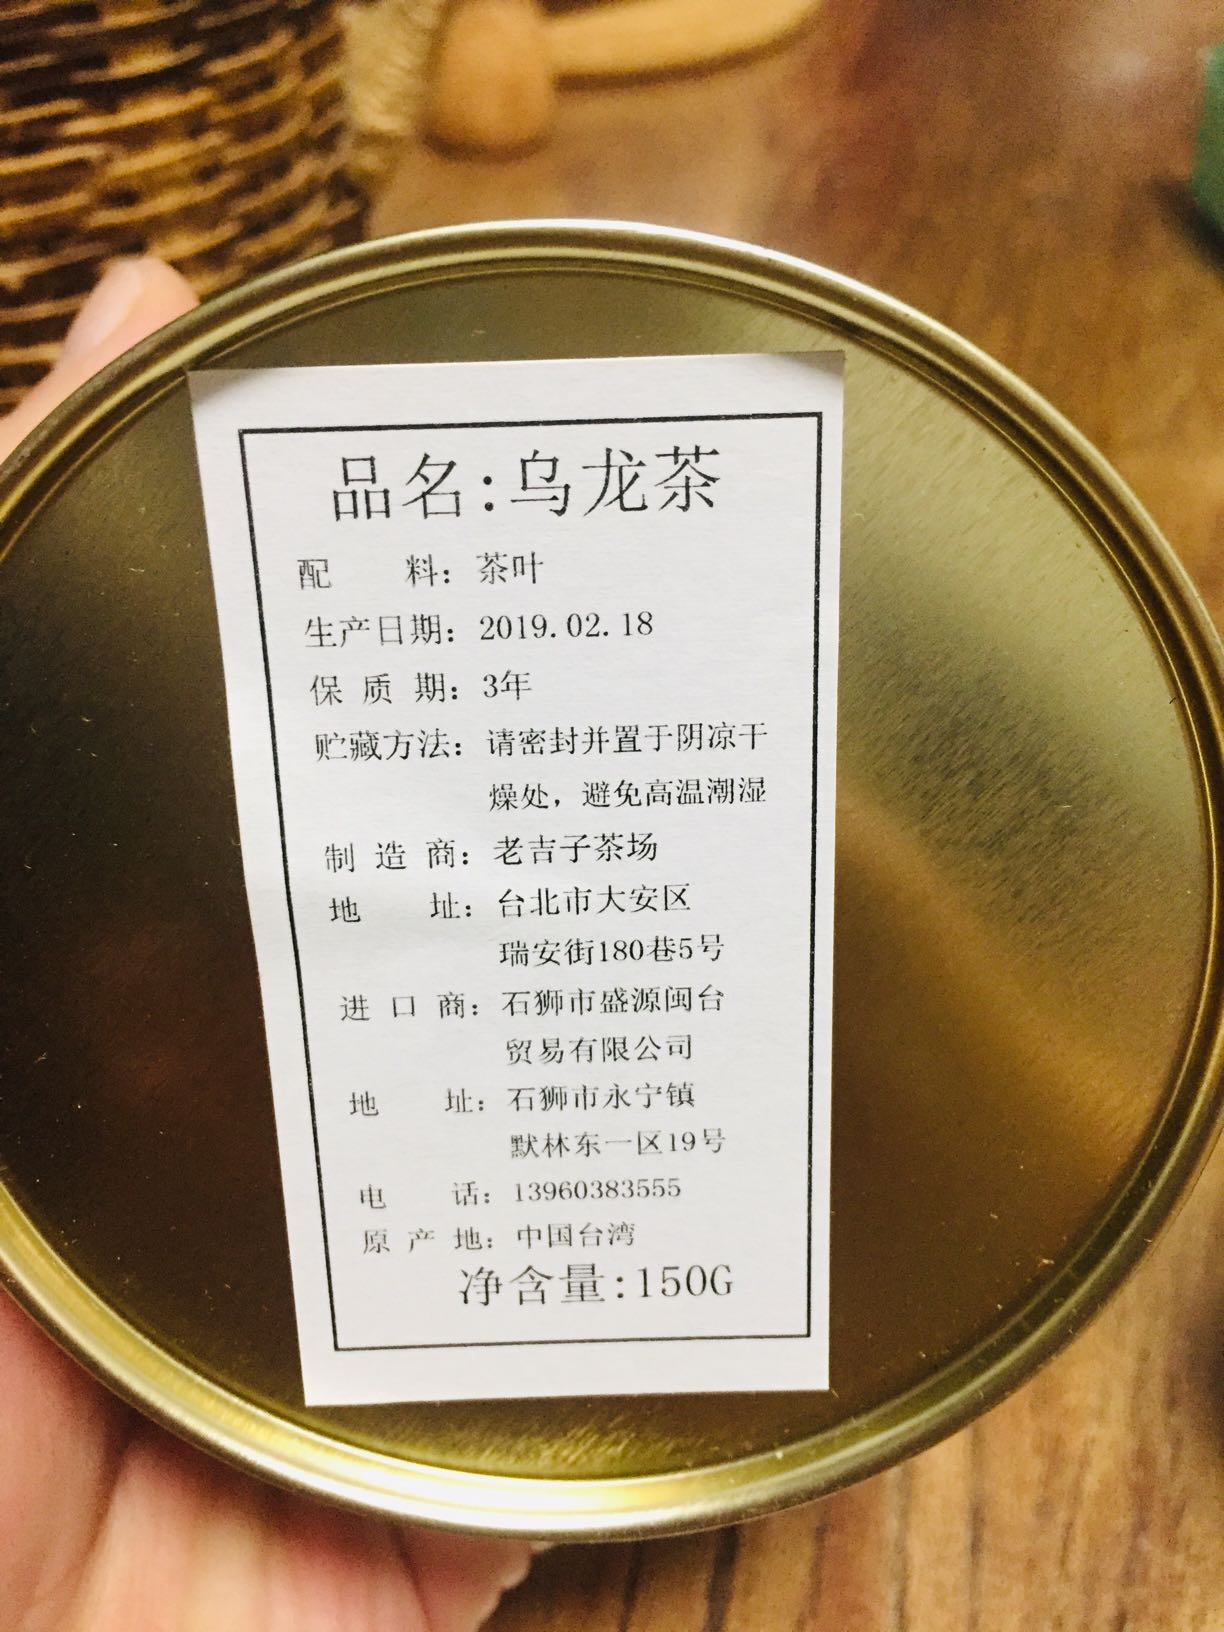 品名:乌龙茶
配料：茶叶
生产日期：2019.02.18
保质期：3年
贮藏方法：请密封并置于阴凉干
燥处，避免高温潮湿
制造商：老吉子茶场
地址：台北市大安区
瑞安街180巷5号
进口商：石狮市盛源闽台
贸易有限公司
地址：石狮市永宁镇
默林东一区19号
电话：13960383555
原产地：中国台湾
净含量:150G